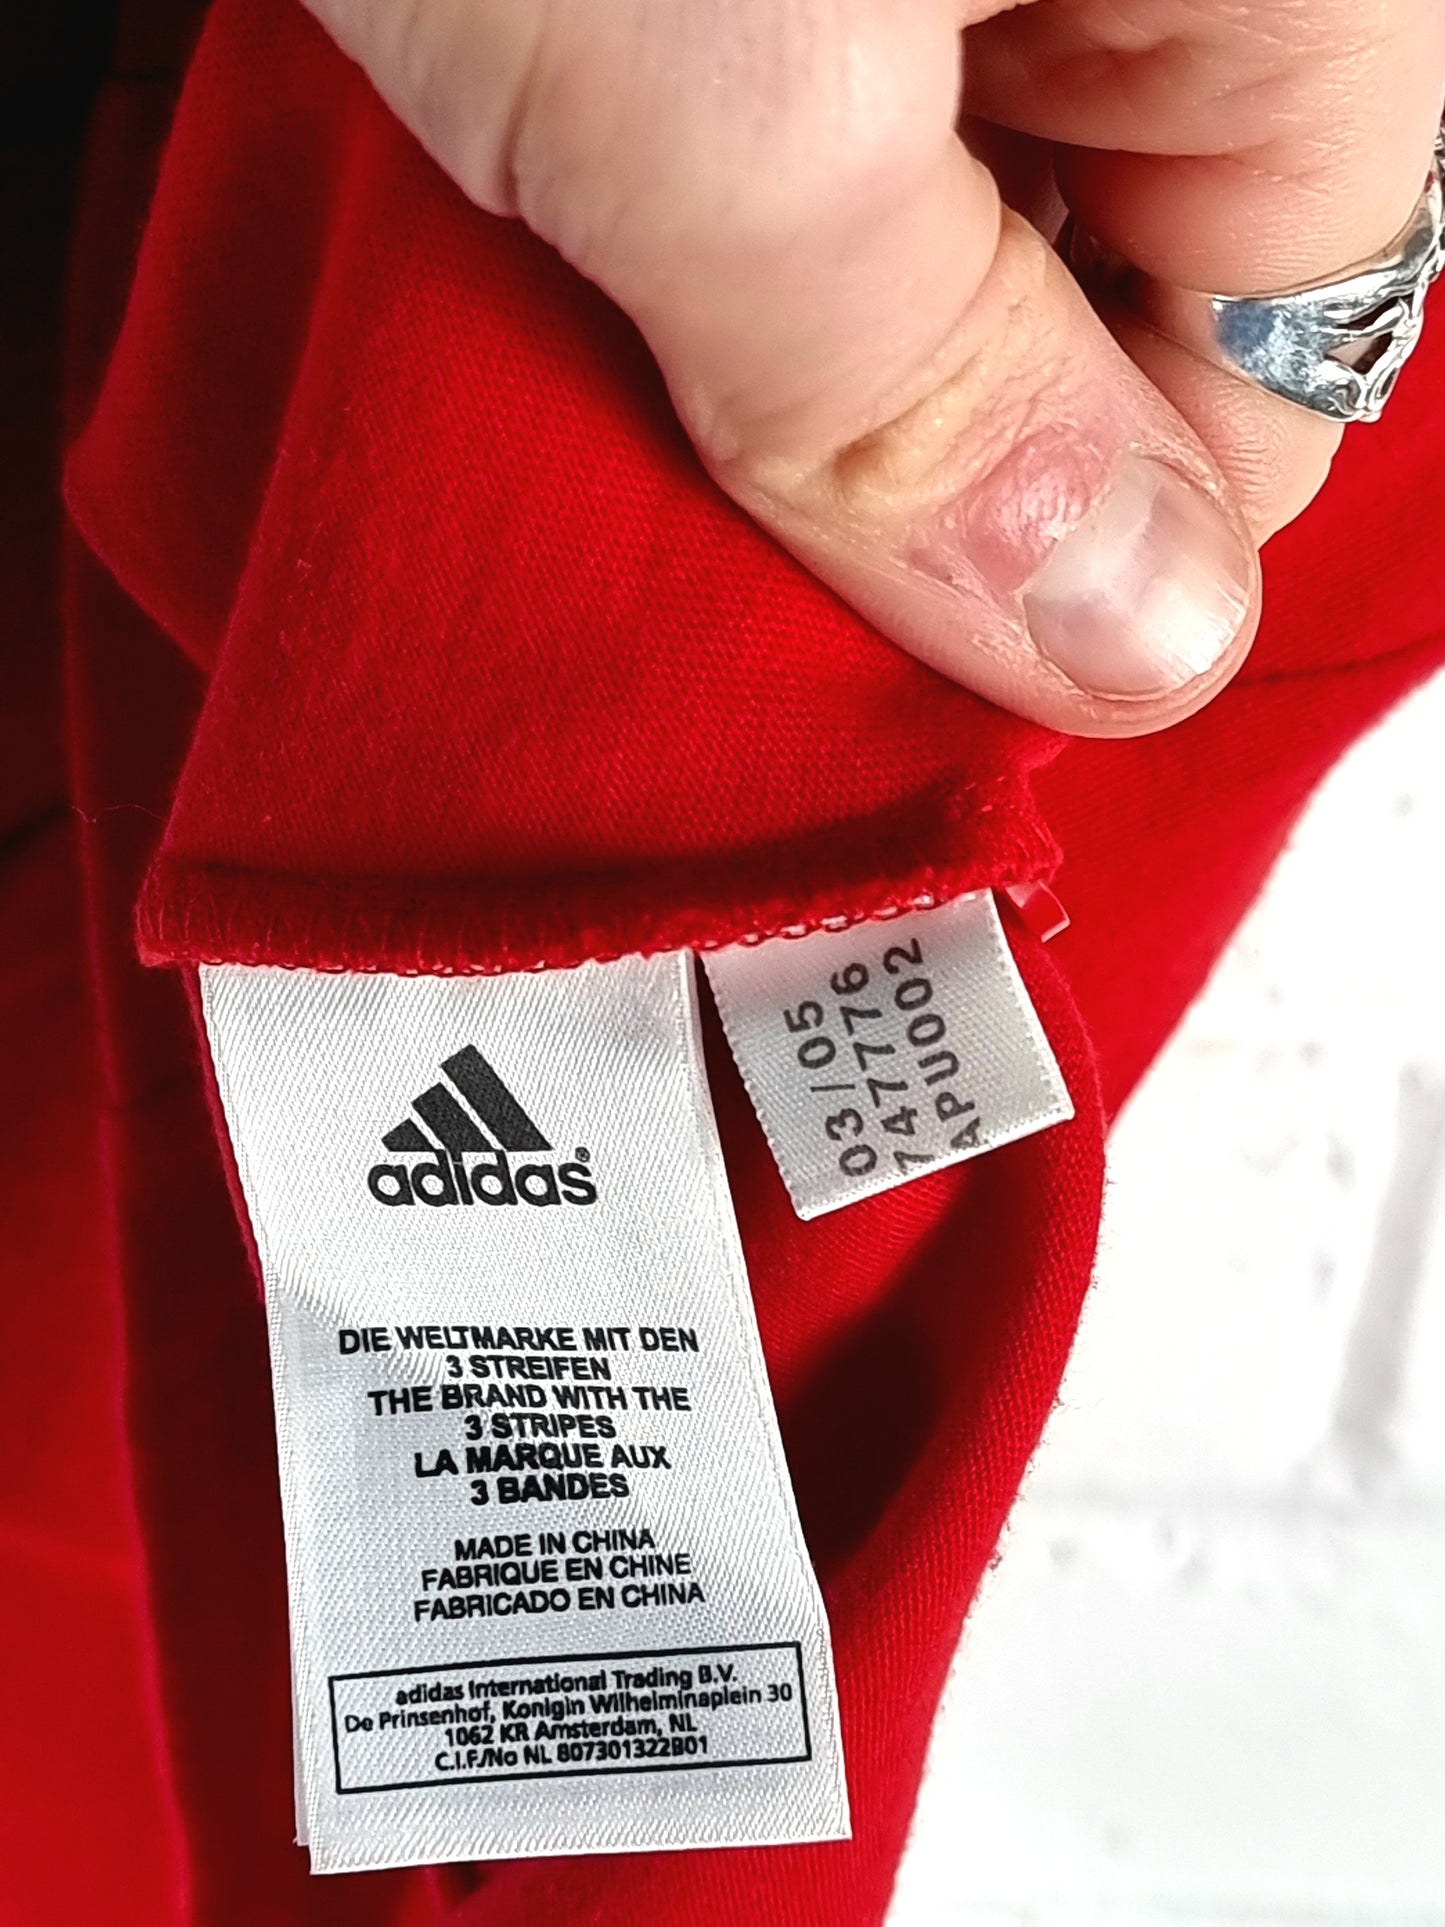 adidas®
DIE WELTMARKE MIT DEN
3 STREIFEN
THE BRAND WITH THE
3 STRIPES
LA MARQUE AUX
3 BANDES
MADE IN CHINA
FABRIQUE EN CHINE
FABRICADO EN CHINA
adidas International Trading B.V.
De Prinsenhof, Konigin Wilhelminaplein 30
1062 KR Amsterdam, NL
C.I.F./No NL 807301322B01
03/05
747776
APU002